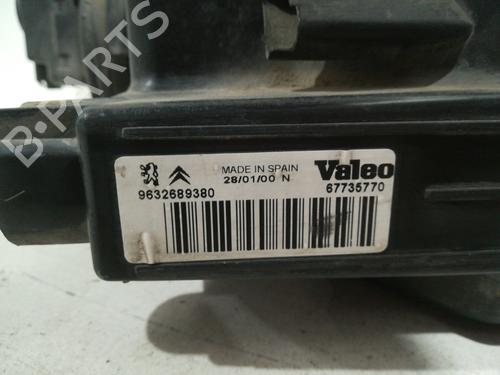 B-PARTS
MADE IN SPAIN
28/01/00 N
Valeo
9632689380
67735770